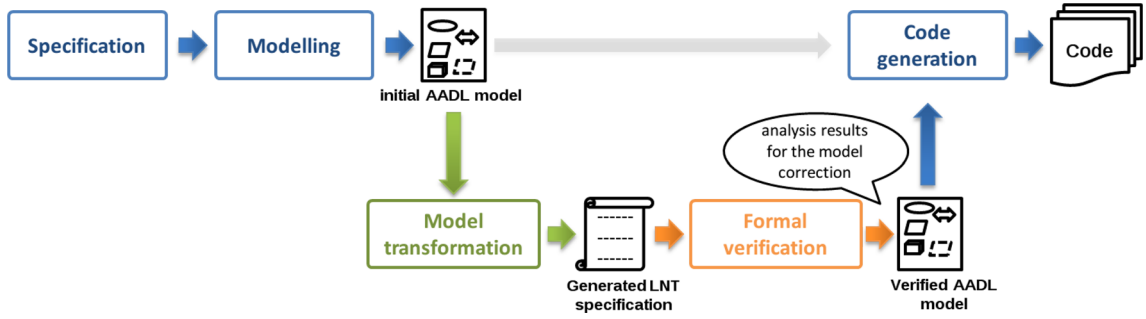 Specification
Modelling
initial AADL model
Code
generation
Code
analysis results
for the model
correction
Model
transformation
Generated LNT
specification
Formal
verification
Verified AADL
model